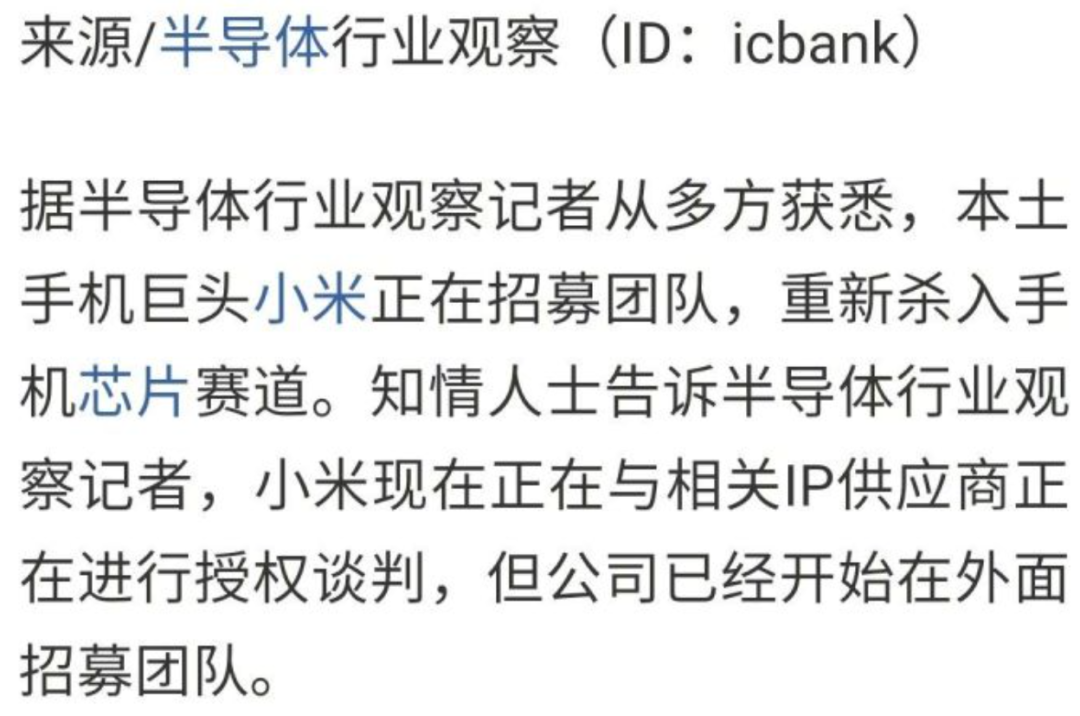 来源/半导体行业观察（ID：icbank）
据半导体行业观察记者从多方获悉，本土
手机巨头小米正在招募团队，重新杀入手
机芯片赛道。知情人士告诉半导体行业观
察记者，小米现在正在与相关IP供应商正
在进行授权谈判，但公司已经开始在外面
招募团队。